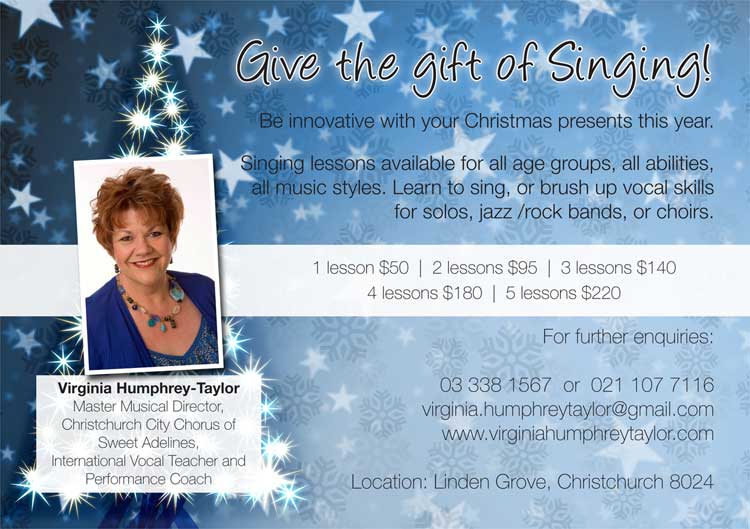 Give the gift of Singing!
Be innovative with your Christmas presents this year.
Singing lessons available for all age groups, all abilities,
all music styles. Learn to sing, or brush up vocal skills
for solos, jazz /rock bands, or choirs.
1 lesson $50 | 2 lessons $95 | 3 lessons $140
4 lessons $180 | 5 lessons $220
For further enquiries:
03 338 1567 or 021 107 7116
virginia.humphreytaylor@gmail.com
www.virginiahumphreytaylor.com
Location: Linden Grove, Christchurch 8024
Virginia Humphrey-Taylor
Master Musical Director,
Christchurch City Chorus of
Sweet Adelines,
International Vocal Teacher and
Performance Coach